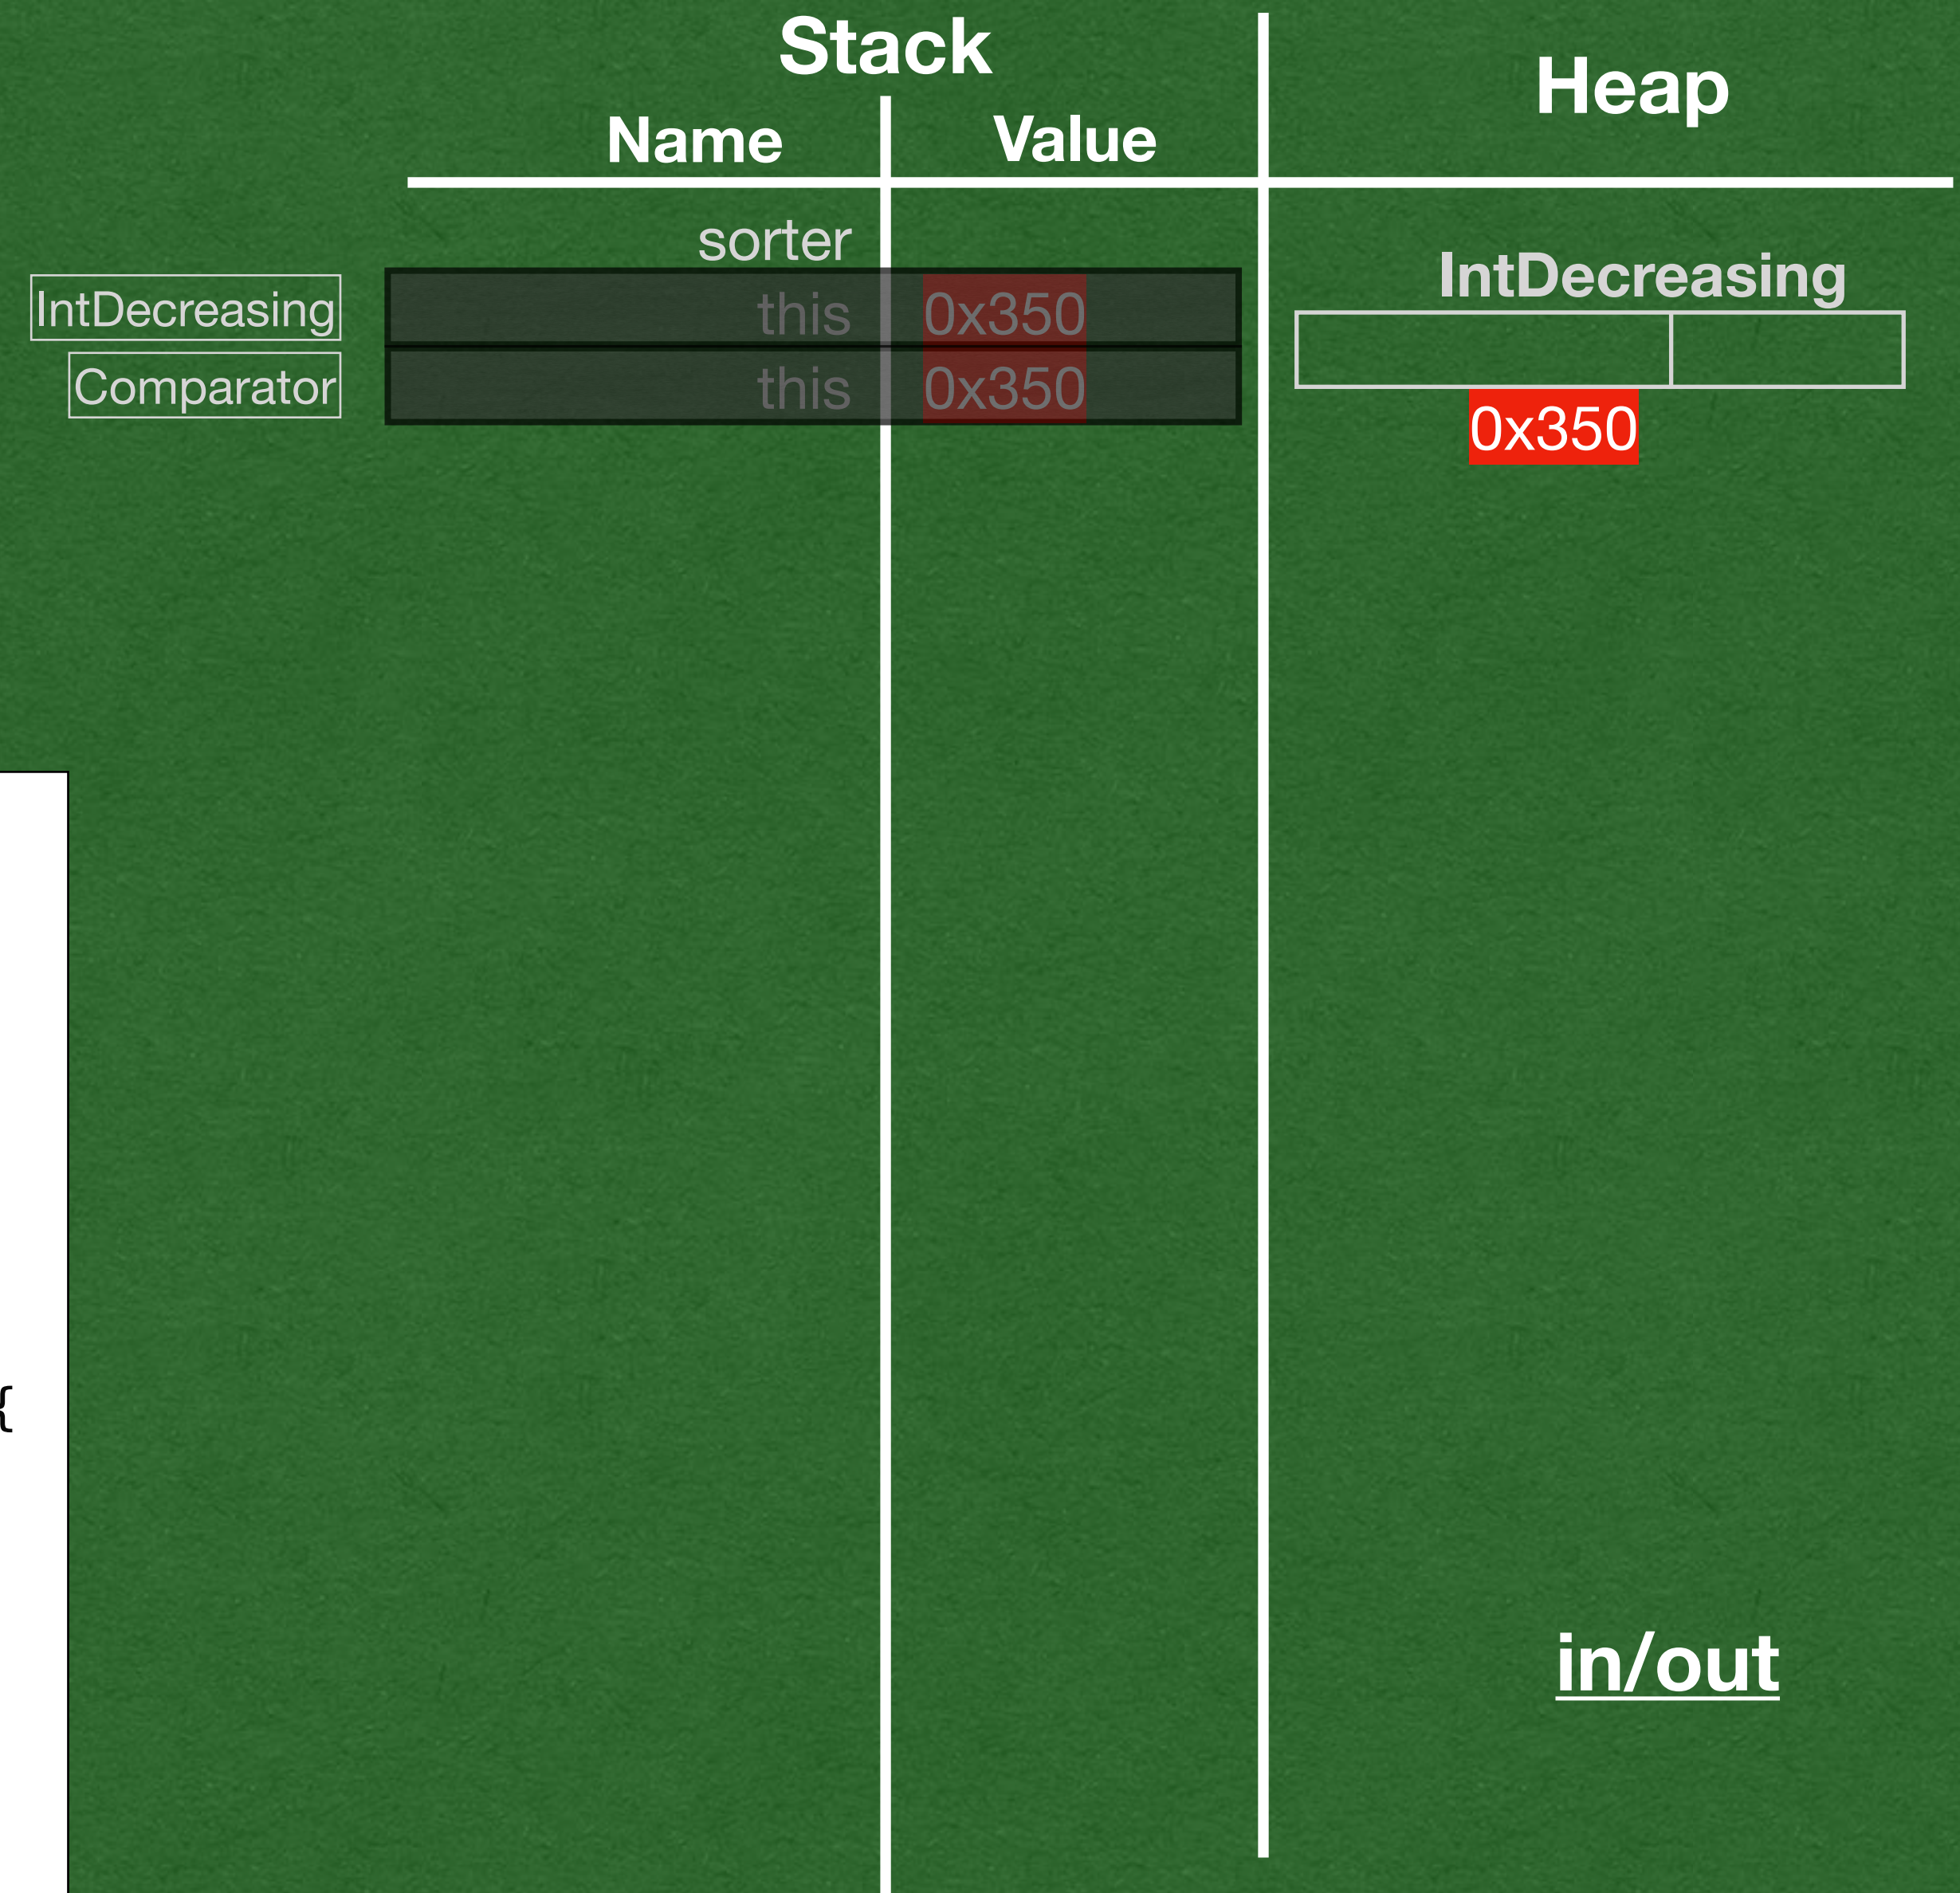 Stack
Heap
Name Value
sorter
IntDecreasing this 0x350 IntDecreasing
Comparator this 0x350
0x350
{
in/out